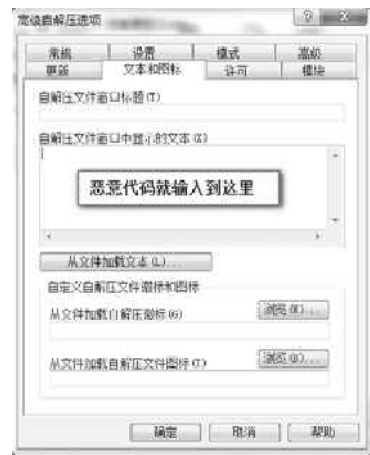 高级自解压选项
常规 设置 模式 高级
更新 文本和图标 许可 模块
自解压文件窗口标题(T)
自解压文件窗口中显示的文本(X)
恶意代码就输入到这里
从文件加载文本(L)...
自定义自解压文件徽标和图标
从文件加载自解压徽标(G)
浏览(W)...
从文件加载自解压文件图标(I)
浏览(O)...
确定 取消 帮助